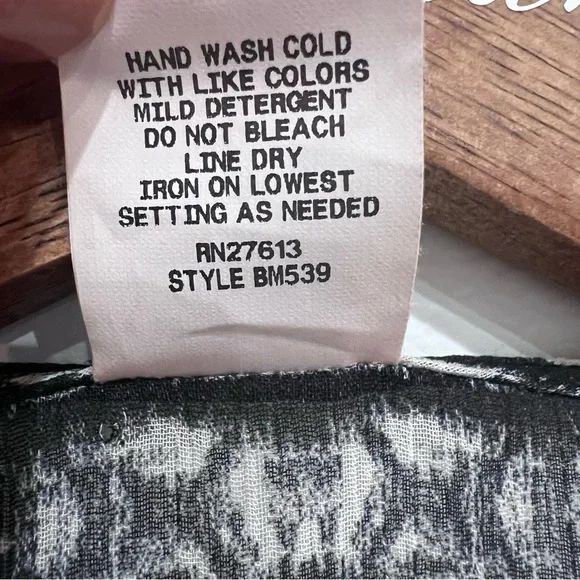 HAND WASH COLD
WITH LIKE COLORS
MILD DETERGENT
DO NOT BLEACH
LINE DRY
IRON ON LOWEST
SETTING AS NEEDED
RN27613
STYLE BM539